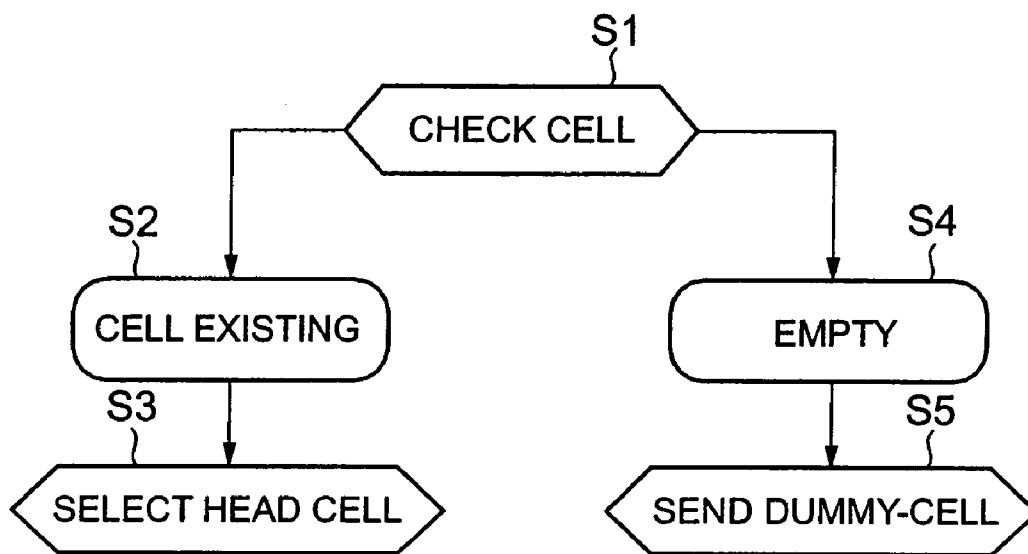 S1
CHECK CELL
S2
S4
CELL EXISTING
EMPTY
S3
S5
SELECT HEAD CELL
SEND DUMMY-CELL